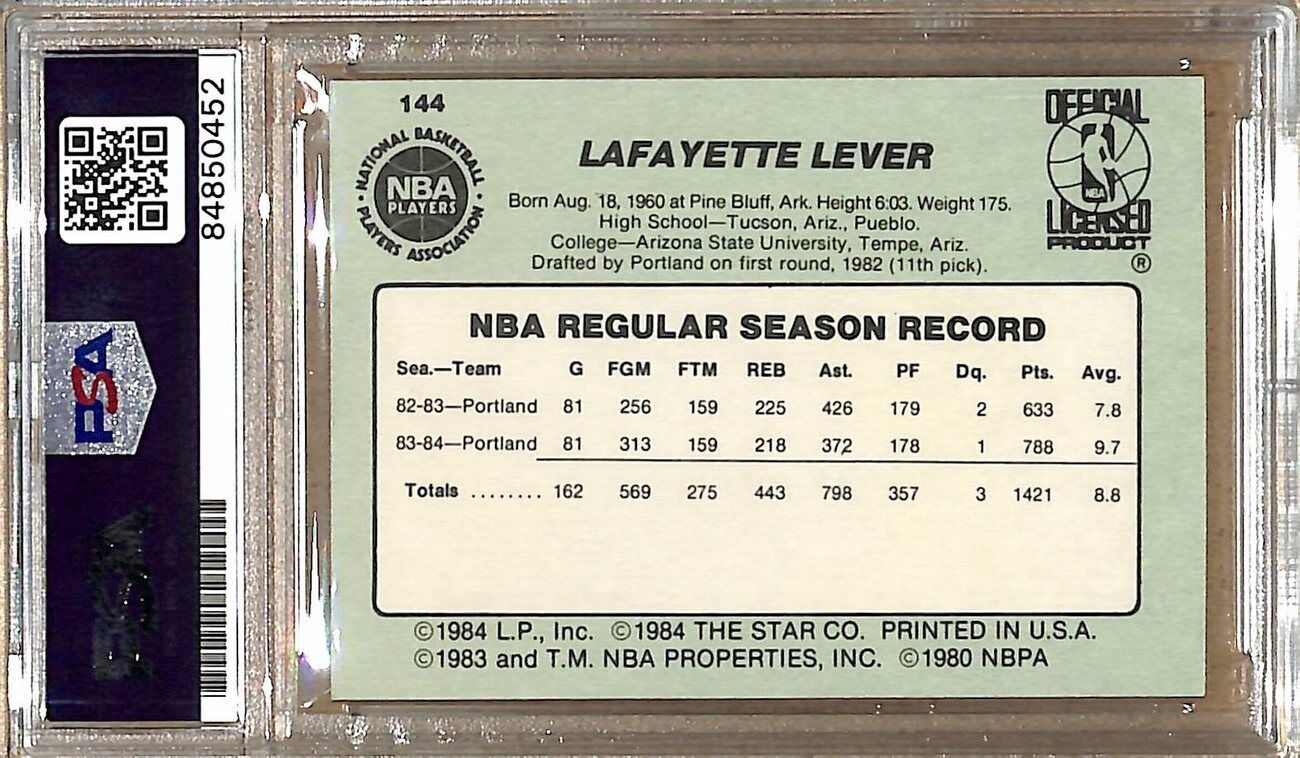 84850452
PSA
144
NATIONAL BASKETBALL
NBA
PLAYERS
PLAYERS ASSOCIATION
OFFICIAL
NBA
LICENSED
PRODUCT
®
LAFAYETTE LEVER
Born Aug. 18, 1960 at Pine Bluff, Ark. Height 6:03. Weight 175.
High School—Tucson, Ariz., Pueblo.
College—Arizona State University, Tempe, Ariz.
Drafted by Portland on first round, 1982 (11th pick).
NBA REGULAR SEASON RECORD
Sea.—Team G FGM FTM REB Ast. PF Dq. Pts. Avg.
82-83—Portland 81 256 159 225 426 179 2 633 7.8
83-84—Portland 81 313 159 218 372 178 1 788 9.7
Totals ........ 162 569 275 443 798 357 3 1421 8.8
©1984 L.P., Inc. ©1984 THE STAR CO. PRINTED IN U.S.A.
©1983 and T.M. NBA PROPERTIES, INC. ©1980 NBPA